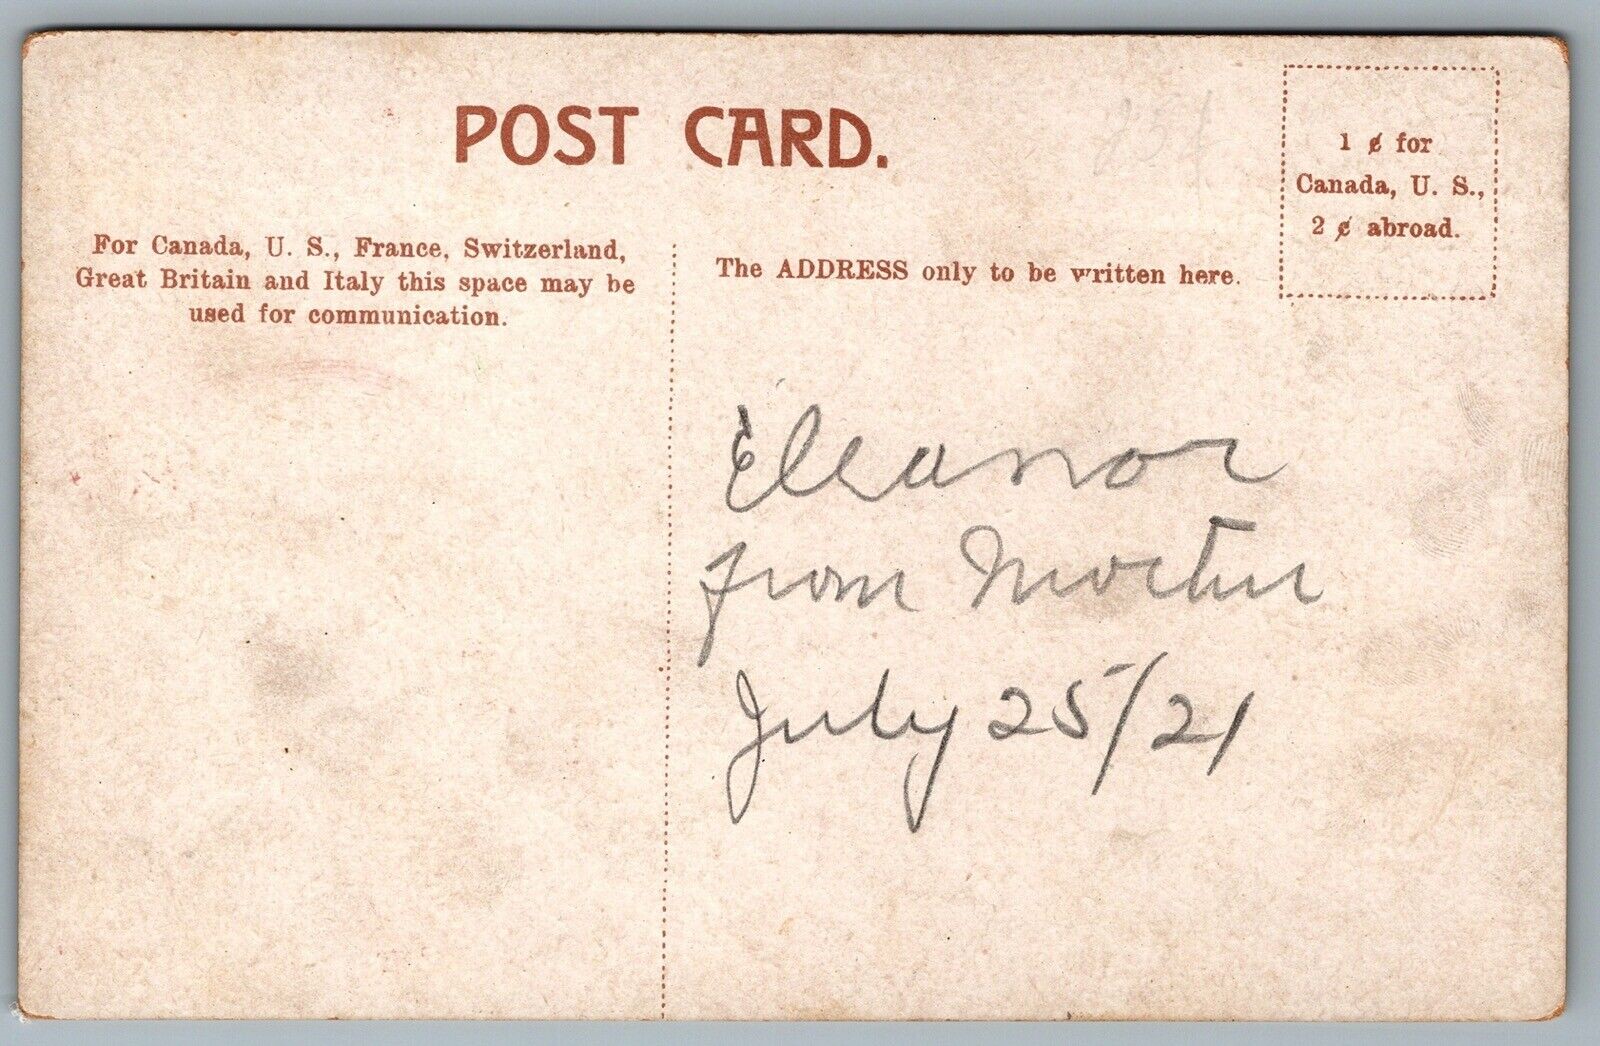 POST CARD.
25¢
1 ¢ for
Canada, U. S.,
2 ¢ abroad.
For Canada, U. S., France, Switzerland,
Great Britain and Italy this space may be
used for communication.
The ADDRESS only to be written here.
Eleanor
from Mother
July 25/21